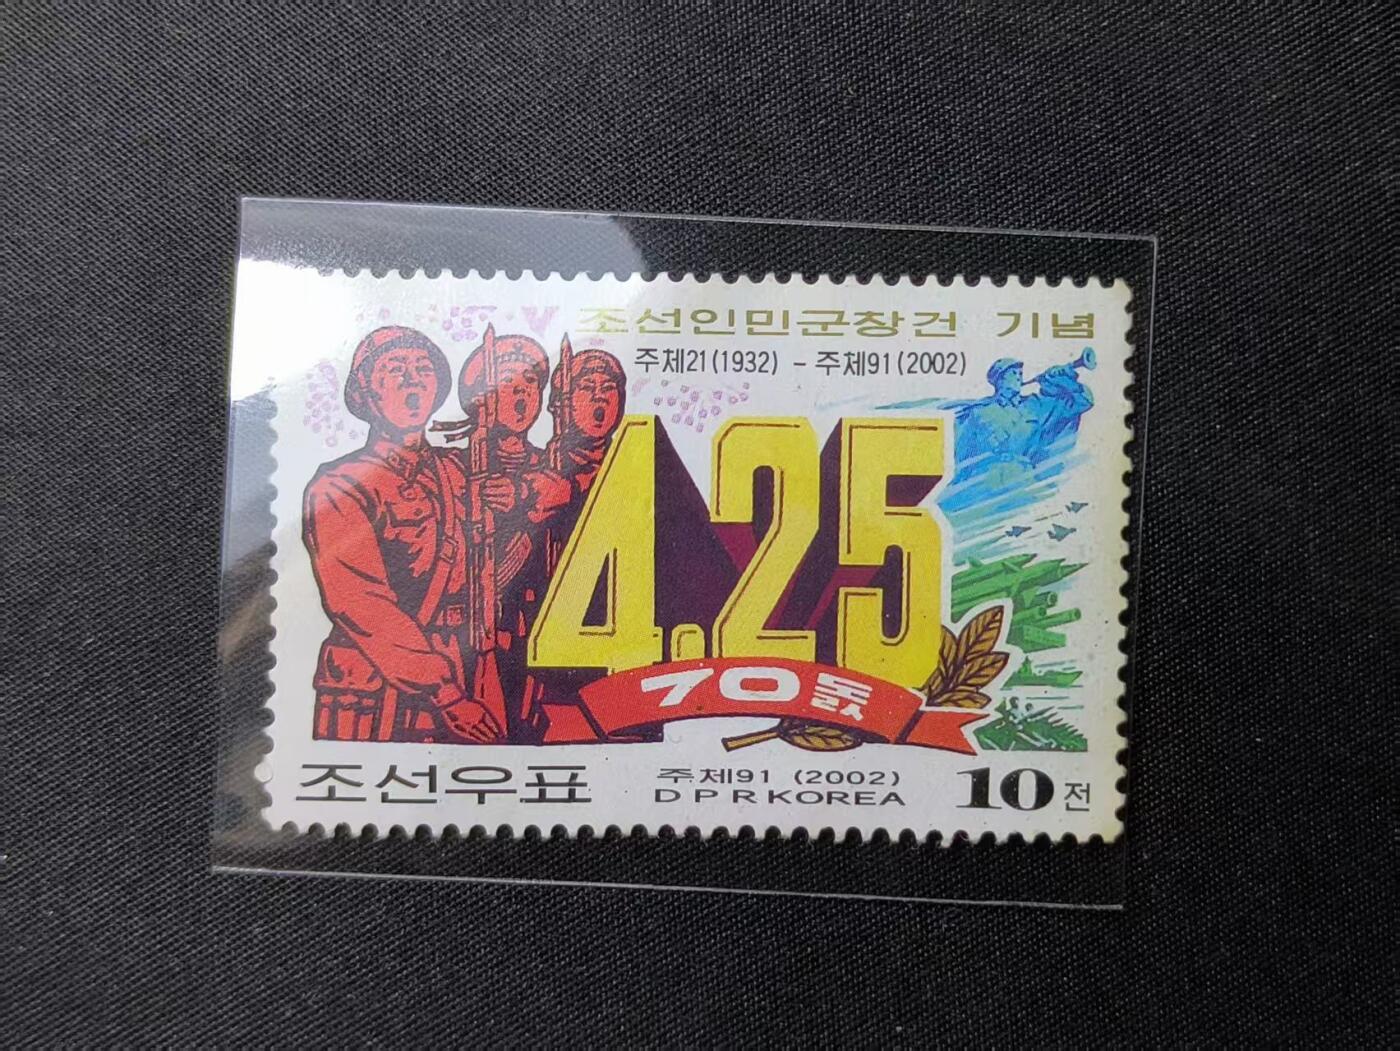 조선인민군창건 기념
주체21(1932) - 주체91(2002)
4.25
70돐
조선우표
주체91 (2002)
DPRKOREA
10전